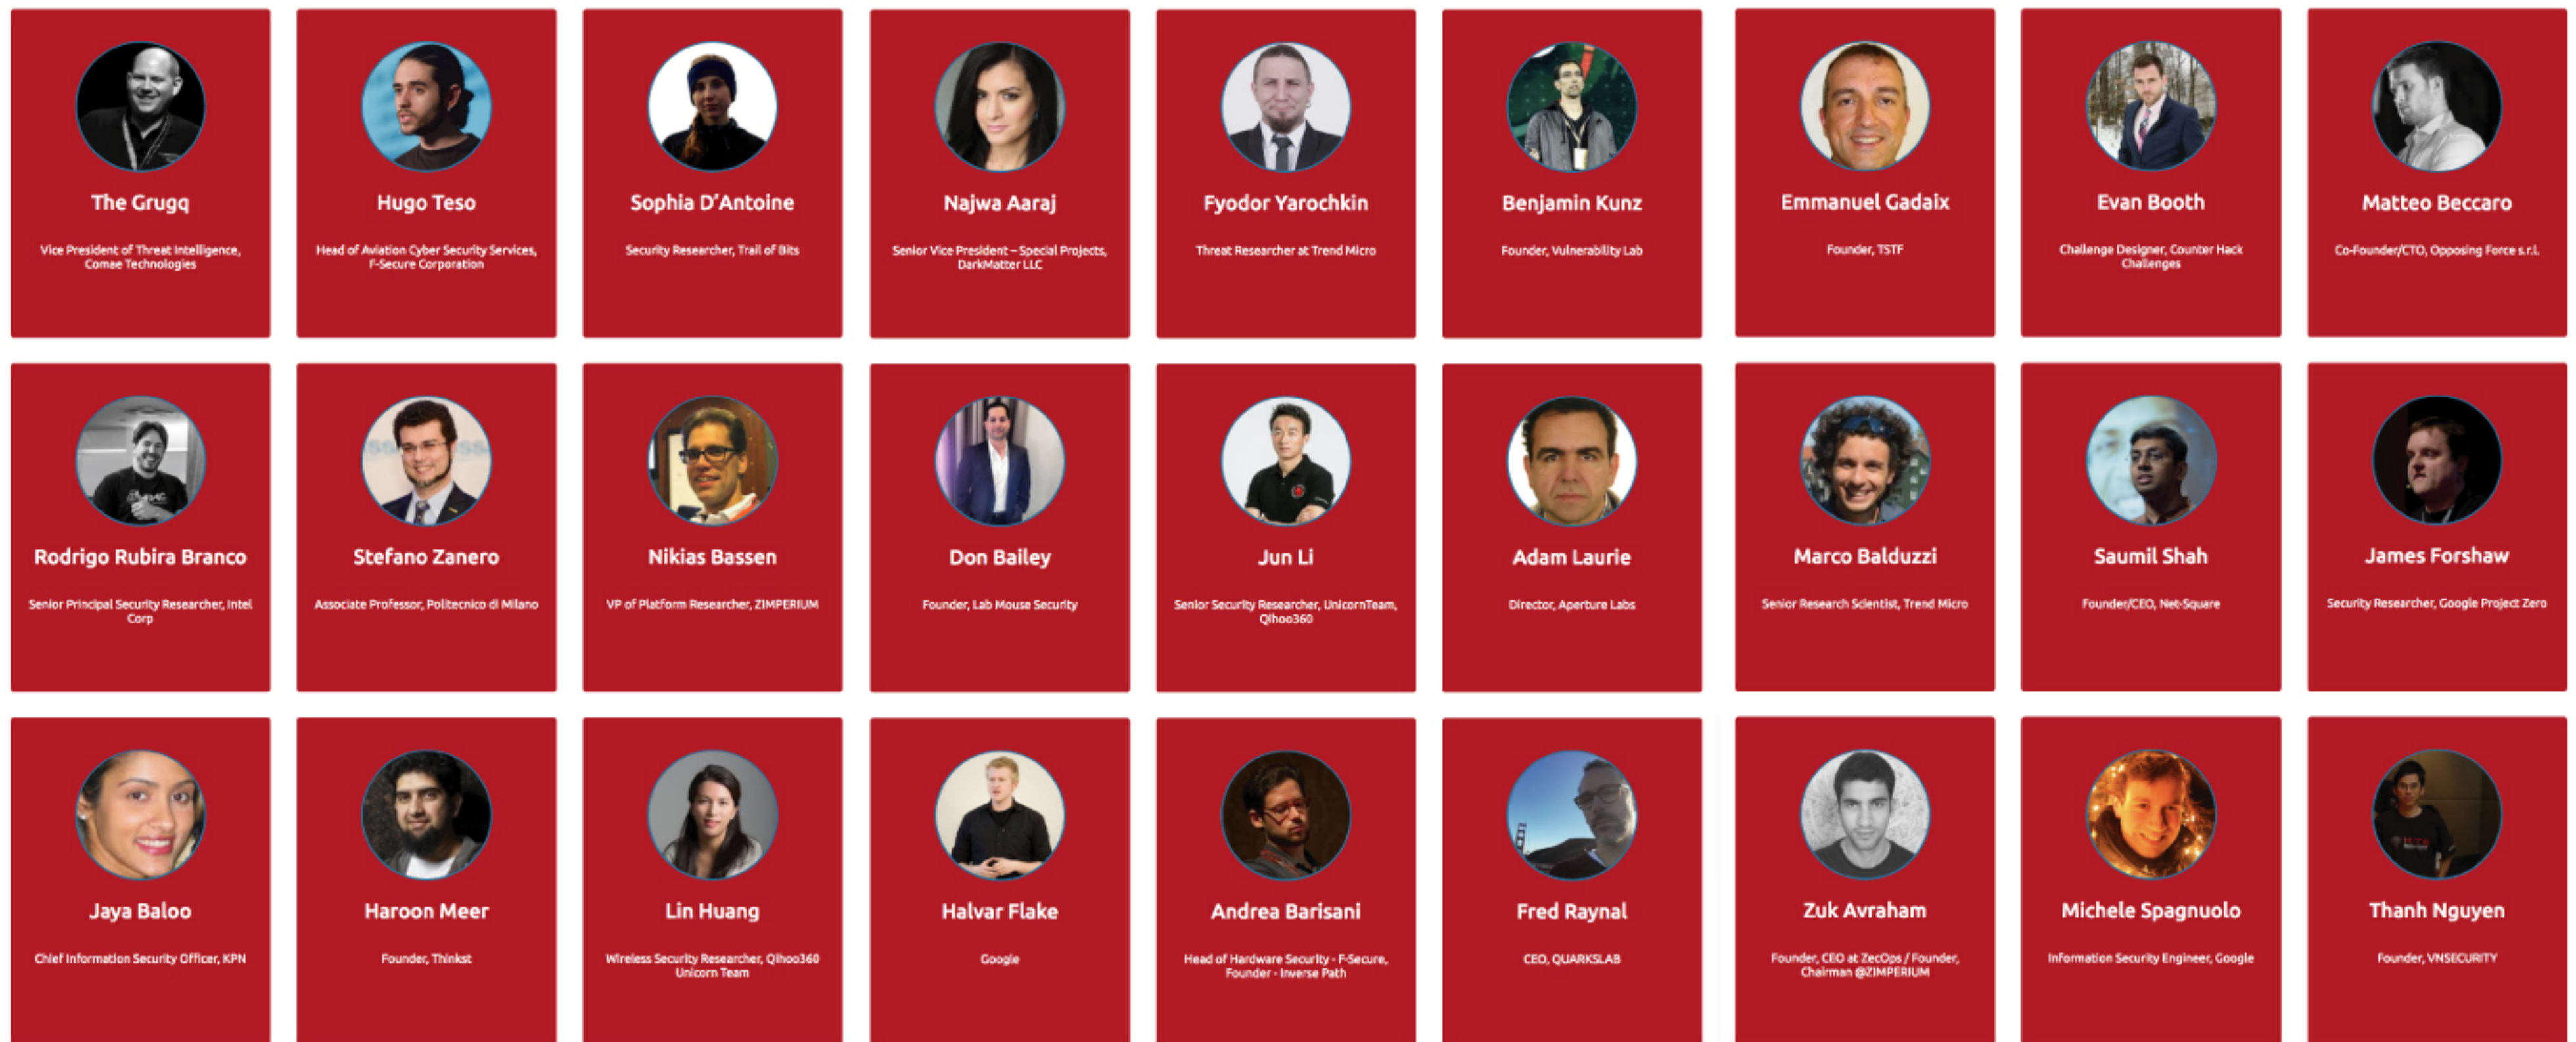 The Grugq
Vice President of Threat Intelligence,
Comae Technologies
Hugo Teso
Head of Aviation Cyber Security Services,
F-Secure Corporation
Sophia D'Antoine
Security Researcher, Trail of Bits
Najwa Aaraj
Senior Vice President – Special Projects,
DarkMatter LLC
Fyodor Yarochkin
Threat Researcher at Trend Micro
Benjamin Kunz
Founder, Vulnerability Lab
Emmanuel Gadaix
Founder, TSTF
Evan Booth
Challenge Designer, Counter Hack
Challenges
Matteo Beccaro
Co-Founder/CTO, Opposing Force s.r.l.
Rodrigo Rubira Branco
Senior Principal Security Researcher, Intel
Corp
Stefano Zanero
Associate Professor, Politecnico di Milano
Nikias Bassen
VP of Platform Researcher, ZIMPERIUM
Don Bailey
Founder, Lab Mouse Security
Jun Li
Senior Security Researcher, UnicornTeam,
Qihoo360
Adam Laurie
Director, Aperture Labs
Marco Balduzzi
Senior Research Scientist, Trend Micro
Saumil Shah
Founder/CEO, Net-Square
James Forshaw
Security Researcher, Google Project Zero
Jaya Baloo
Chief Information Security Officer, KPN
Haroon Meer
Founder, Thinkst
Lin Huang
Wireless Security Researcher, Qihoo360
Unicorn Team
Halvar Flake
Google
Andrea Barisani
Head of Hardware Security - F-Secure,
Founder - Inverse Path
Fred Raynal
CEO, QUARKSLAB
Zuk Avraham
Founder, CEO at ZecOps / Founder,
Chairman @ZIMPERIUM
Michele Spagnuolo
Information Security Engineer, Google
Thanh Nguyen
Founder, VNSECURITY